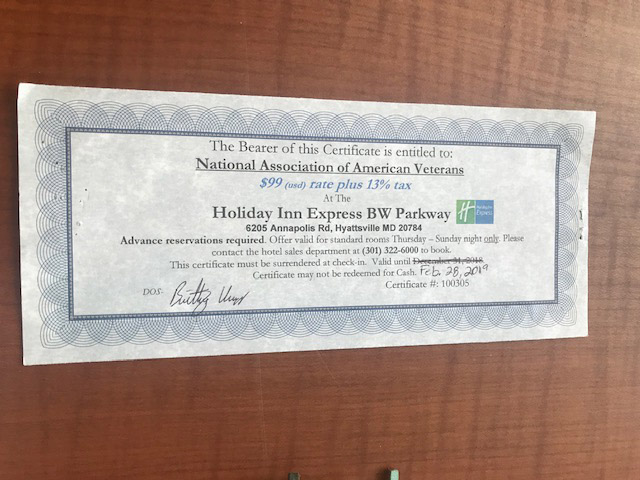 The Bearer of this Certificate is entitled to:
National Association of American Veterans
$99 (usd) rate plus 13% tax
At The
Holiday Inn Express BW Parkway
Holiday Inn Express
6205 Annapolis Rd, Hyattsville MD 20784
Advance reservations required. Offer valid for standard rooms Thursday – Sunday night only. Please
contact the hotel sales department at (301) 322-6000 to book.
This certificate must be surrendered at check-in. Valid until December 31, 2018
Certificate may not be redeemed for Cash. Feb. 28, 2019
DOS- Certificate #: 100305